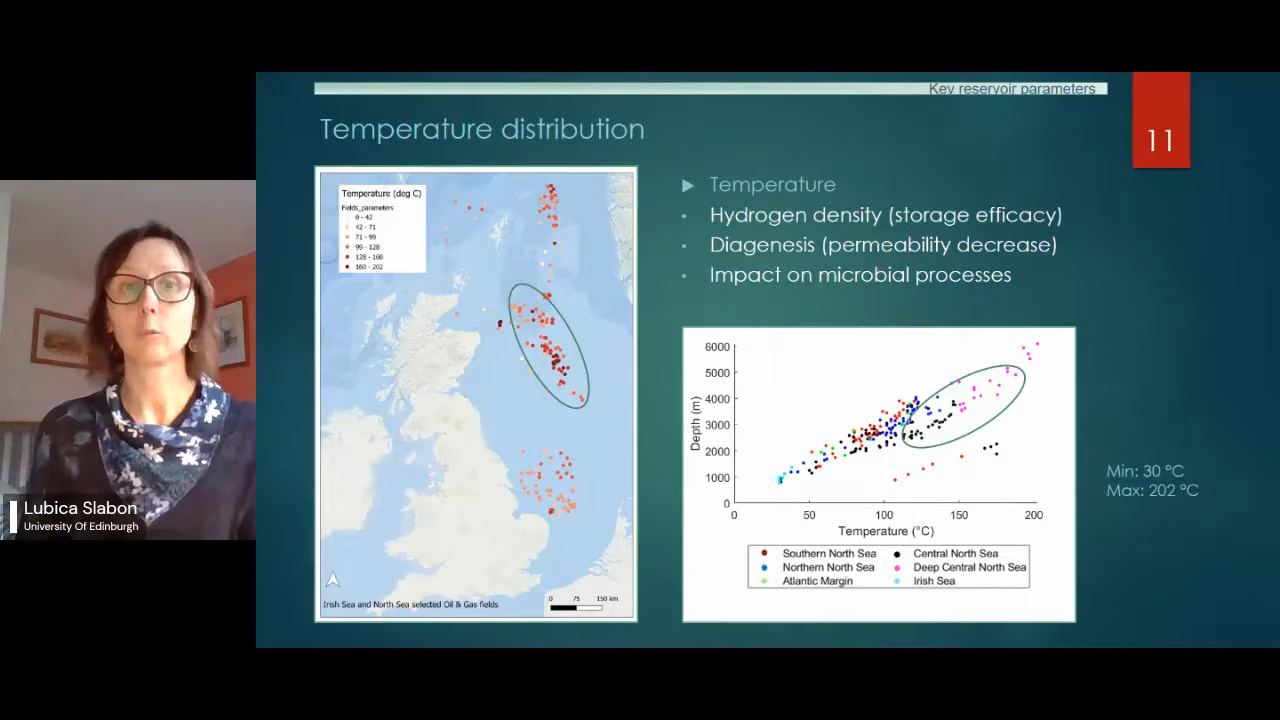 Key reservoir parameters
11
Temperature distribution
Temperature (deg C)
Fields_parameters
0 - 42
42 - 71
71 - 99
99 - 128
128 - 160
160 - 202
Irish Sea and North Sea selected Oil & Gas fields
0 75 150 km
Temperature
Hydrogen density (storage efficacy)
Diagenesis (permeability decrease)
Impact on microbial processes
6000
5000
4000
3000
2000
1000
0
Depth (m)
0 50 100 150 200
Temperature (°C)
Southern North Sea Central North Sea
Northern North Sea Deep Central North Sea
Atlantic Margin Irish Sea
Min: 30 °C
Max: 202 °C
Lubica Slabon
University Of Edinburgh